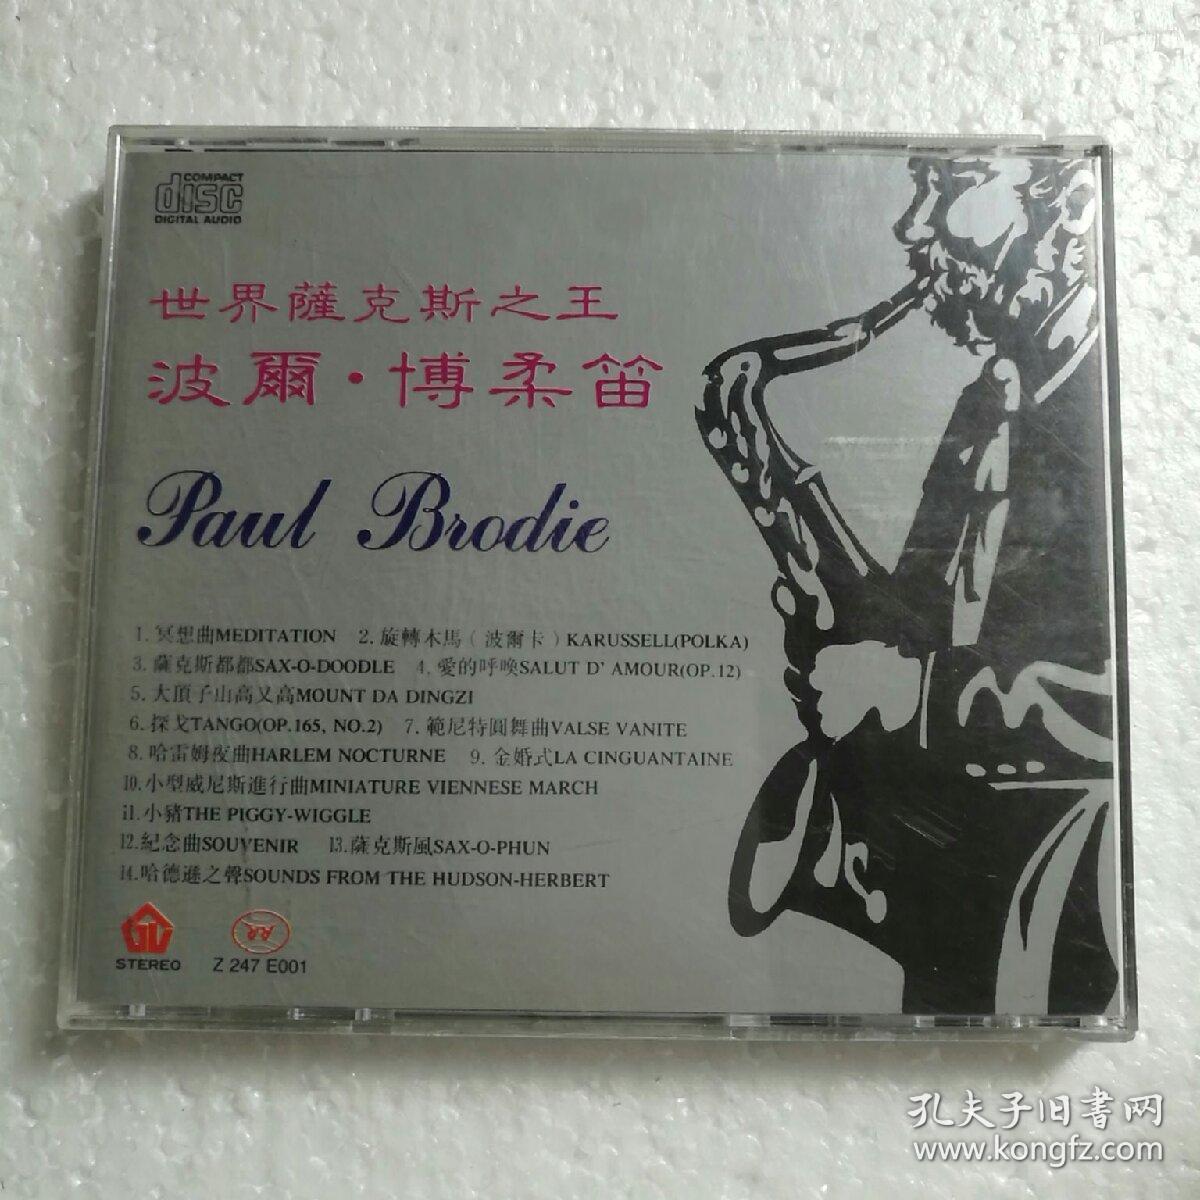 COMPACT
disc
DIGITAL AUDIO
世界薩克斯之王
波爾·博柔笛
Paul Brodie
1. 冥想曲MEDITATION 2. 旋轉木馬（波爾卡）KARUSSELL(POLKA)
3. 薩克斯都都SAX-O-DOODLE 4. 愛的呼喚SALUT D' AMOUR(OP.12)
5. 大頂子山高又高MOUNT DA DINGZI
6. 探戈TANGO(OP.165, NO.2) 7. 範尼特圓舞曲VALSE VANITE
8. 哈雷姆夜曲HARLEM NOCTURNE 9. 金婚式LA CINGUANTAINE
10. 小型威尼斯進行曲MINIATURE VIENNESE MARCH
i1. 小豬THE PIGGY-WIGGLE
12. 紀念曲SOUVENIR 13. 薩克斯風SAX-O-PHUN
14. 哈德遜之聲SOUNDS FROM THE HUDSON-HERBERT
STEREO Z 247 E001
孔夫子旧書网
www.kongfz.com